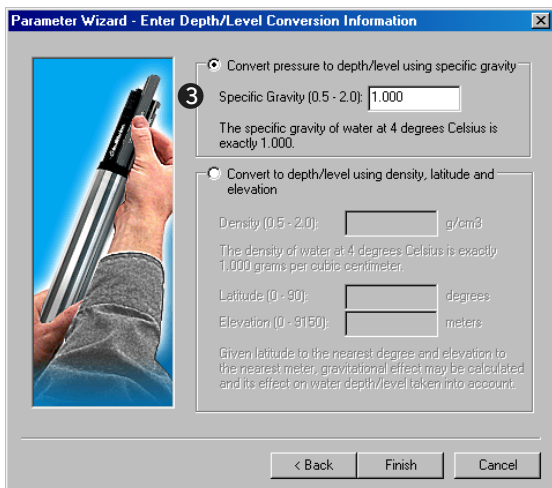 Parameter Wizard - Enter Depth/Level Conversion Information
Convert pressure to depth/level using specific gravity
3
Specific Gravity (0.5 - 2.0): 1.000
The specific gravity of water at 4 degrees Celsius is
exactly 1.000.
Convert to depth/level using density, latitude and
elevation
Density (0.5 - 2.0): g/cm3
The density of water at 4 degrees Celsius is exactly
1.000 grams per cubic centimeter.
Latitude (0 - 90): degrees
Elevation (0 - 9150): meters
Given latitude to the nearest degree and elevation to
the nearest meter, gravitational effect may be calculated
and its effect on water depth/level taken into account.
< Back Finish Cancel